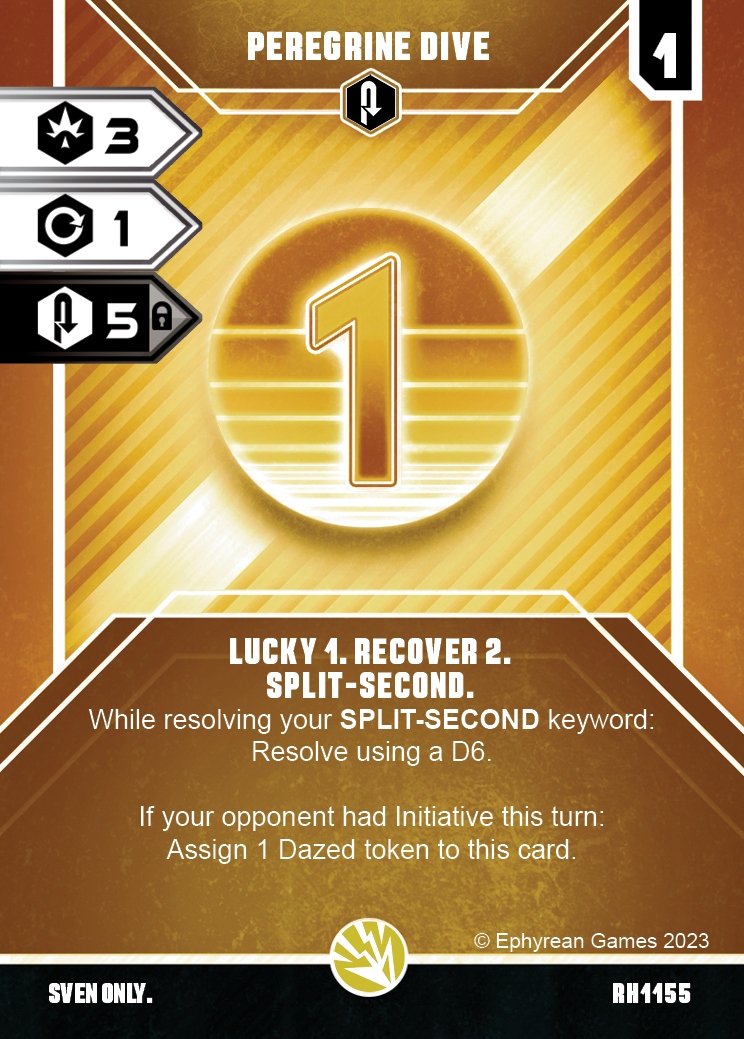 PEREGRINE DIVE
1
3
1
5
1
LUCKY 1. RECOVER 2.
SPLIT-SECOND.
While resolving your SPLIT-SECOND keyword:
Resolve using a D6.
If your opponent had Initiative this turn:
Assign 1 Dazed token to this card.
© Ephyrean Games 2023
SVEN ONLY.
RH1155